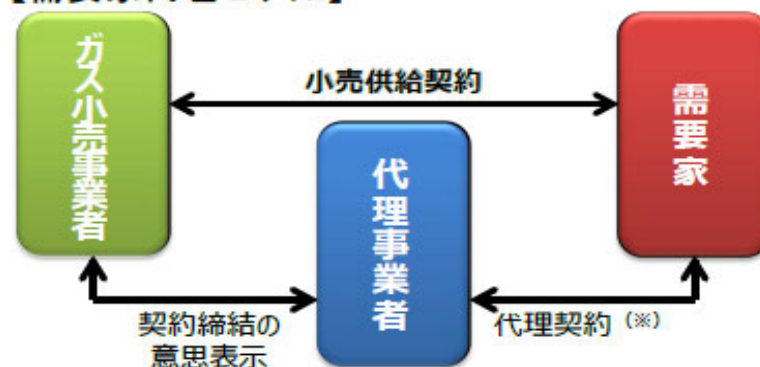 小売供給契約
ガス小売事業者
代理事業者
需要家
契約締結の
意思表示
代理契約（※）